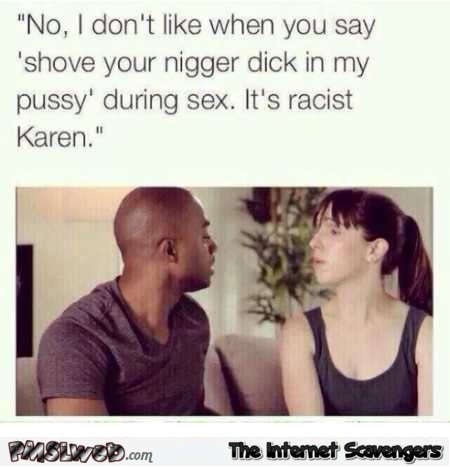 "No, I don't like when you say
'shove your nigger dick in my
pussy' during sex. It's racist
Karen."
PMSLWeb.com
The Internet Scavengers